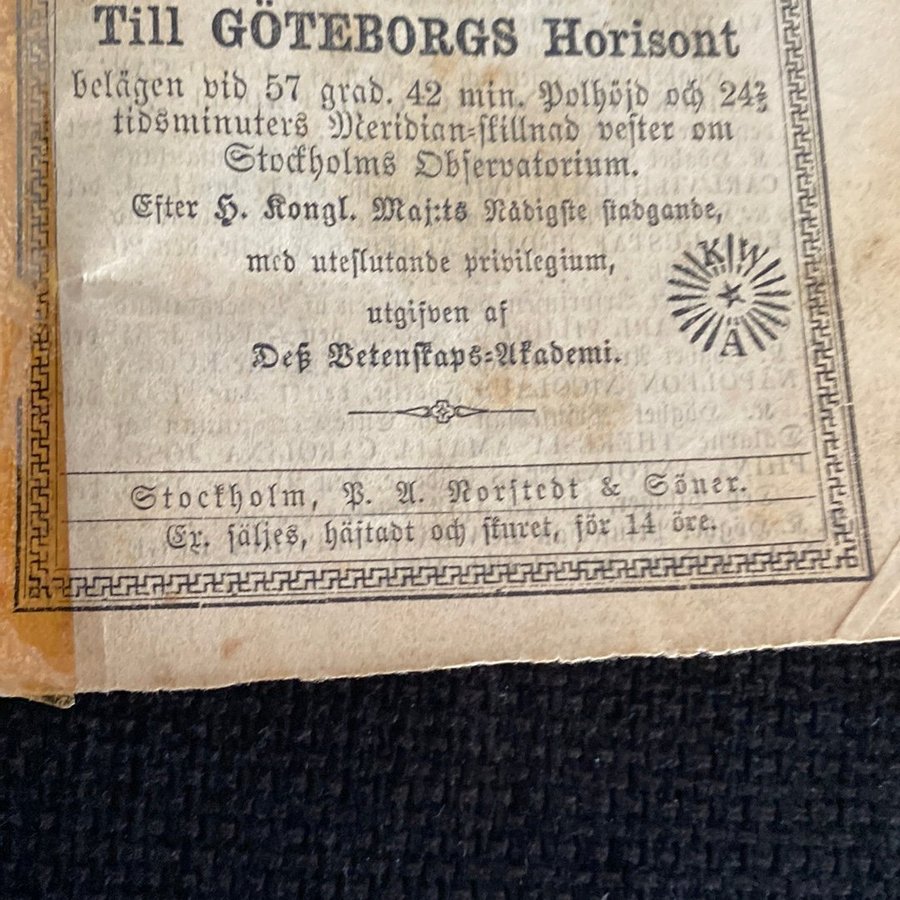 Till GÖTEBORGS Horisont
belägen vid 57 grad. 42 min. Polhöjd och 24⅔
tidsminuters Meridian-skillnad vester om
Stockholms Observatorium.
Efter H. Kongl. Maj:ts Nådigste stadgande,
med uteslutande privilegium,
utgifven af
Deß Vetenskaps-Akademi.
K W
A
Stockholm, P. A. Norstedt & Söner.
Ex. säljes, häftadt och skuret, för 14 öre.